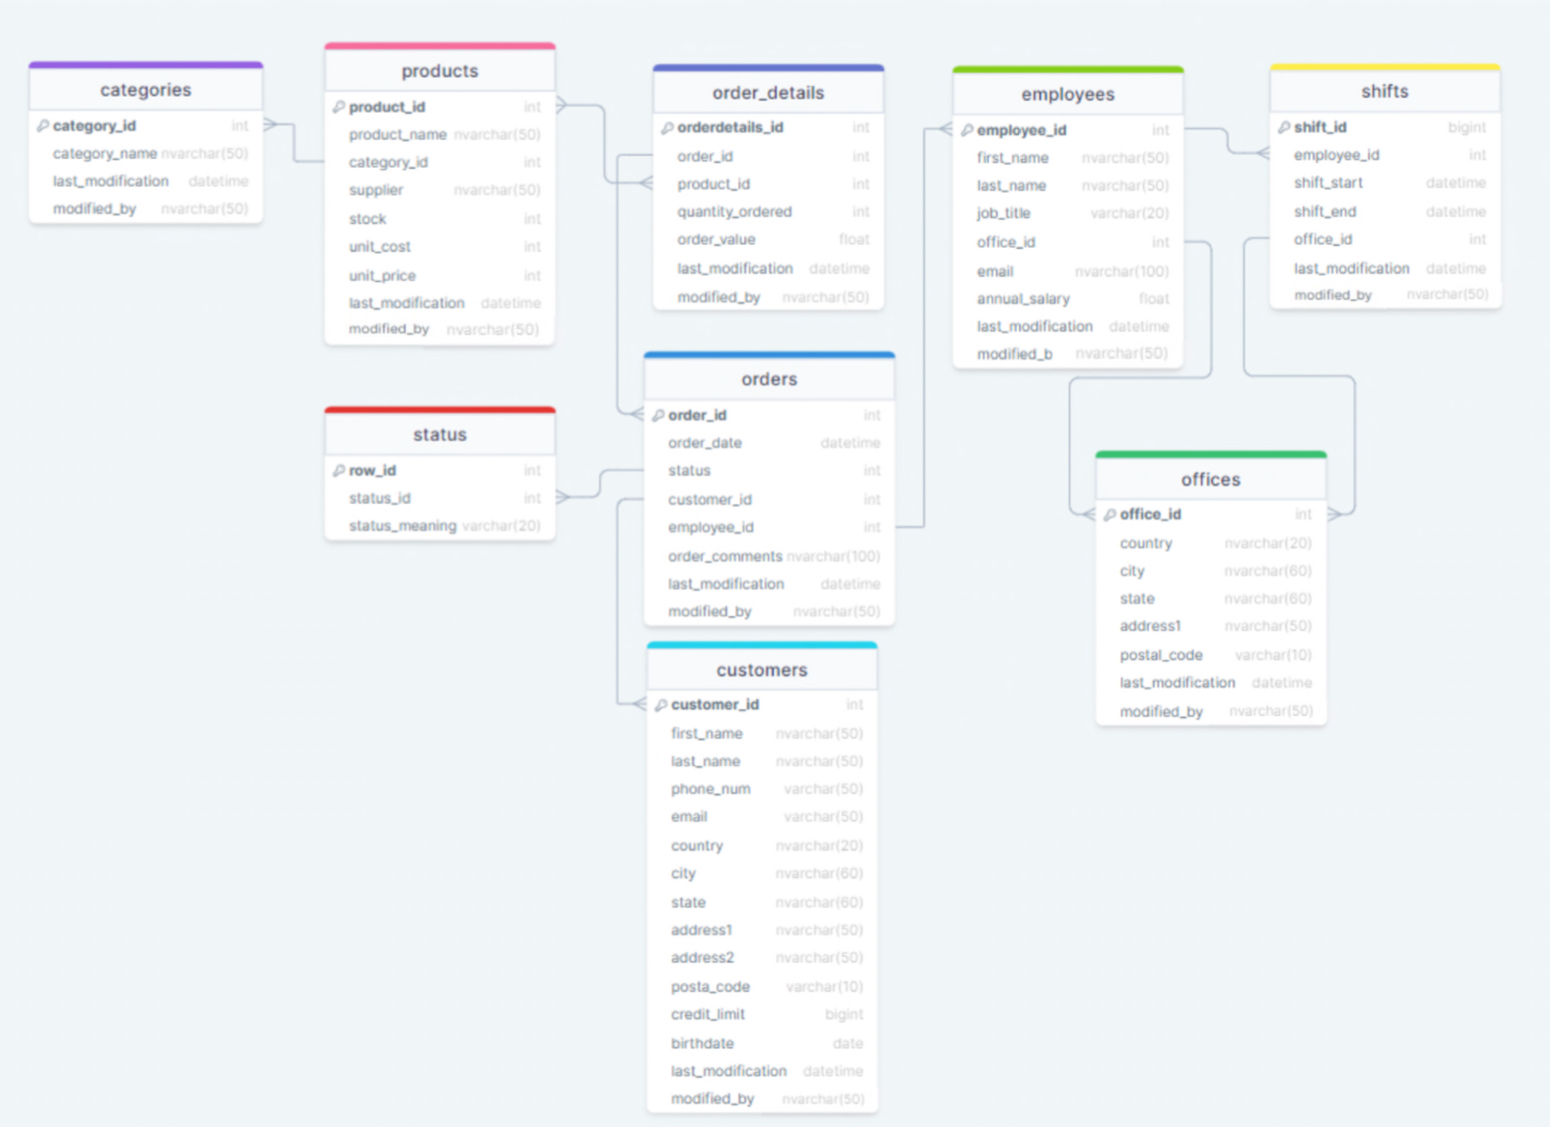 categories
category_id int
category_name nvarchar(50)
last_modification datetime
modified_by nvarchar(50)
products
product_id int
product_name nvarchar(50)
category_id int
supplier nvarchar(50)
stock int
unit_cost int
unit_price int
last_modification datetime
modified_by nvarchar(50)
order_details
orderdetails_id int
order_id int
product_id int
quantity_ordered int
order_value float
last_modification datetime
modified_by nvarchar(50)
employees
employee_id int
first_name nvarchar(50)
last_name nvarchar(50)
job_title varchar(20)
office_id int
email nvarchar(100)
annual_salary float
last_modification datetime
modified_b nvarchar(50)
shifts
shift_id bigint
employee_id int
shift_start datetime
shift_end datetime
office_id int
last_modification datetime
modified_by nvarchar(50)
status
row_id int
status_id int
status_meaning varchar(20)
orders
order_id int
order_date datetime
status int
customer_id int
employee_id int
order_comments nvarchar(100)
last_modification datetime
modified_by nvarchar(50)
offices
office_id int
country nvarchar(20)
city nvarchar(60)
state nvarchar(60)
address1 nvarchar(50)
postal_code varchar(10)
last_modification datetime
modified_by nvarchar(50)
customers
customer_id int
first_name nvarchar(50)
last_name nvarchar(50)
phone_num varchar(50)
email varchar(50)
country nvarchar(20)
city nvarchar(60)
state nvarchar(60)
address1 nvarchar(50)
address2 nvarchar(50)
posta_code varchar(10)
credit_limit bigint
birthdate date
last_modification datetime
modified_by nvarchar(50)